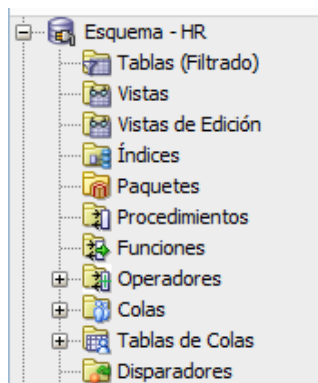 Esquema - HR
Tablas (Filtrado)
Vistas
Vistas de Edición
Índices
Paquetes
Procedimientos
Funciones
Operadores
Colas
Tablas de Colas
Disparadores